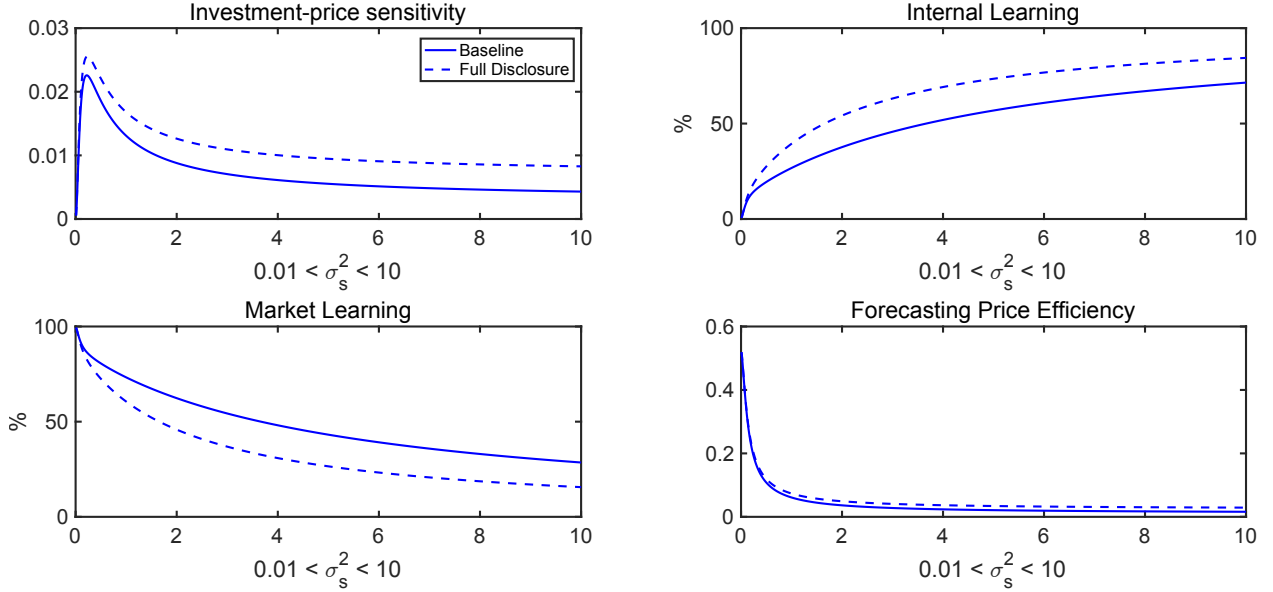 Investment-price sensitivity
0.03
0.02
0.01
0
Baseline
Full Disclosure
0 2 4 6 8 10
0.01 < σ_s^2 < 10
Internal Learning
100
50
0
%
0 2 4 6 8 10
0.01 < σ_s^2 < 10
Market Learning
100
50
0
%
0 2 4 6 8 10
0.01 < σ_s^2 < 10
Forecasting Price Efficiency
0.6
0.4
0.2
0
0 2 4 6 8 10
0.01 < σ_s^2 < 10